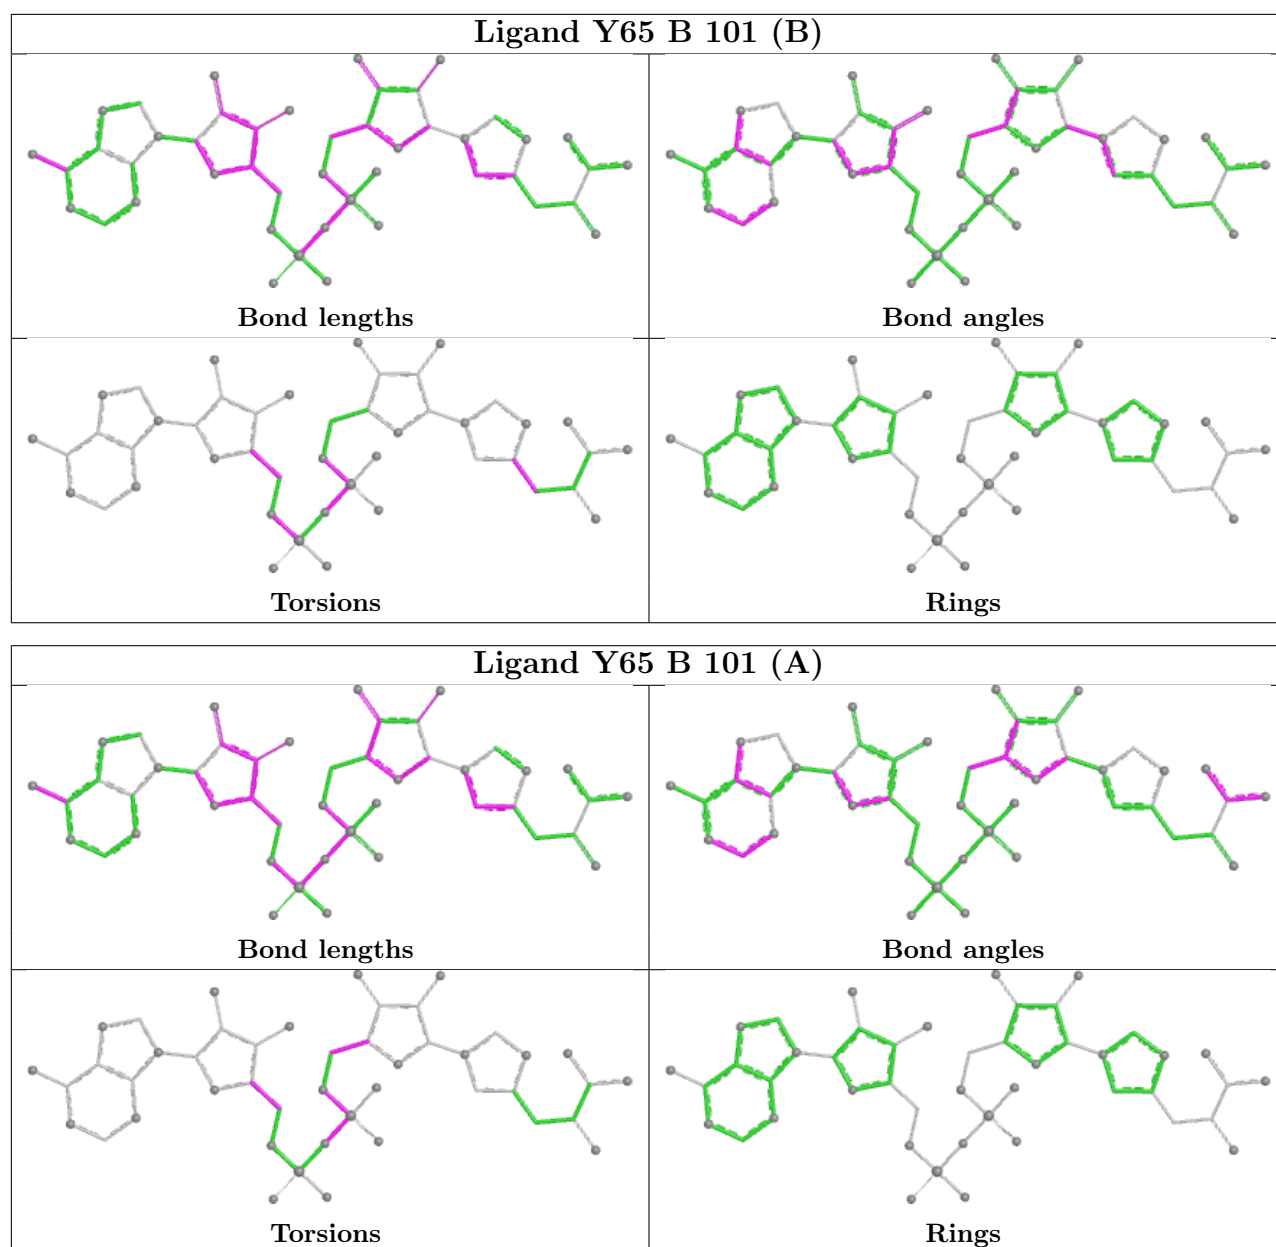 Ligand Y65 B 101 (B)
Bond lengths
Bond angles
Torsions
Rings
Ligand Y65 B 101 (A)
Bond lengths
Bond angles
Torsions
Rings